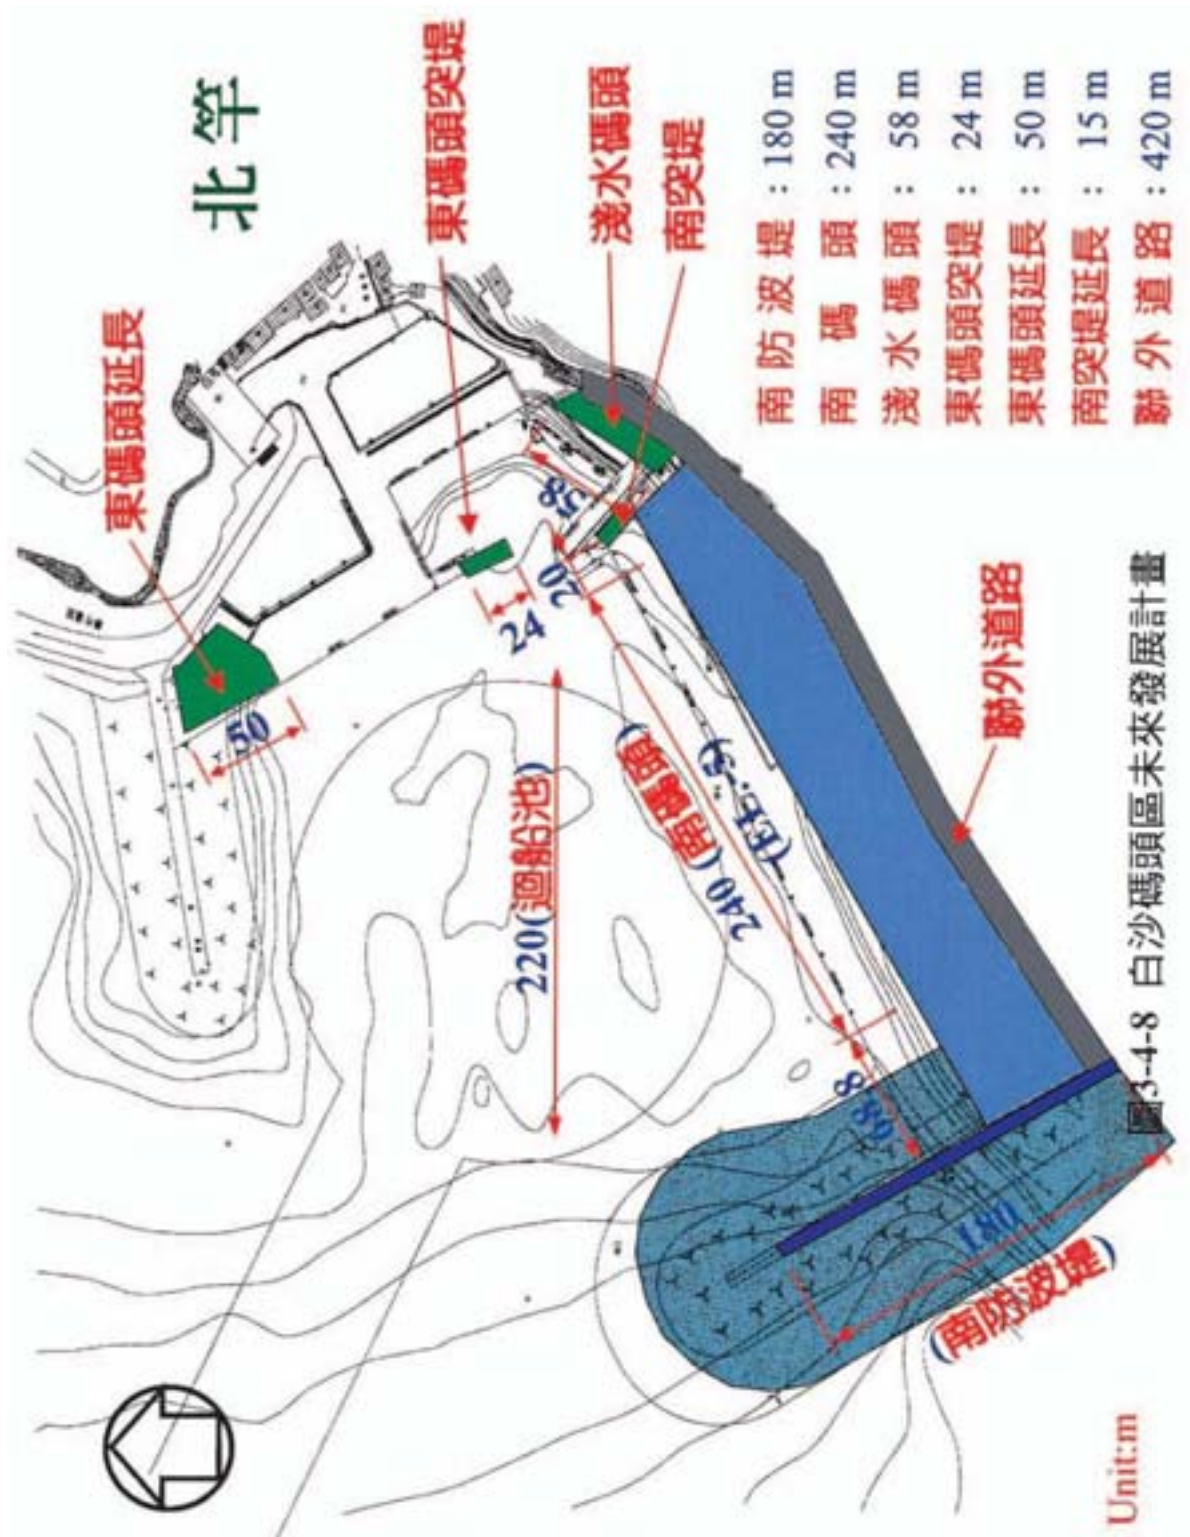 北竿
東碼頭延長
50
東碼頭突堤
24
淺水碼頭
南突堤
58
20
220(迴船池)
240 (南碼頭)
(El.-5)
68.8
180
(南防波堤)
聯外道路
南防波堤：180 m
南碼頭：240 m
淺水碼頭：58 m
東碼頭突堤：24 m
東碼頭延長：50 m
南突堤延長：15 m
聯外道路：420 m
Unit:m
圖3-4-8 白沙碼頭區未來發展計畫